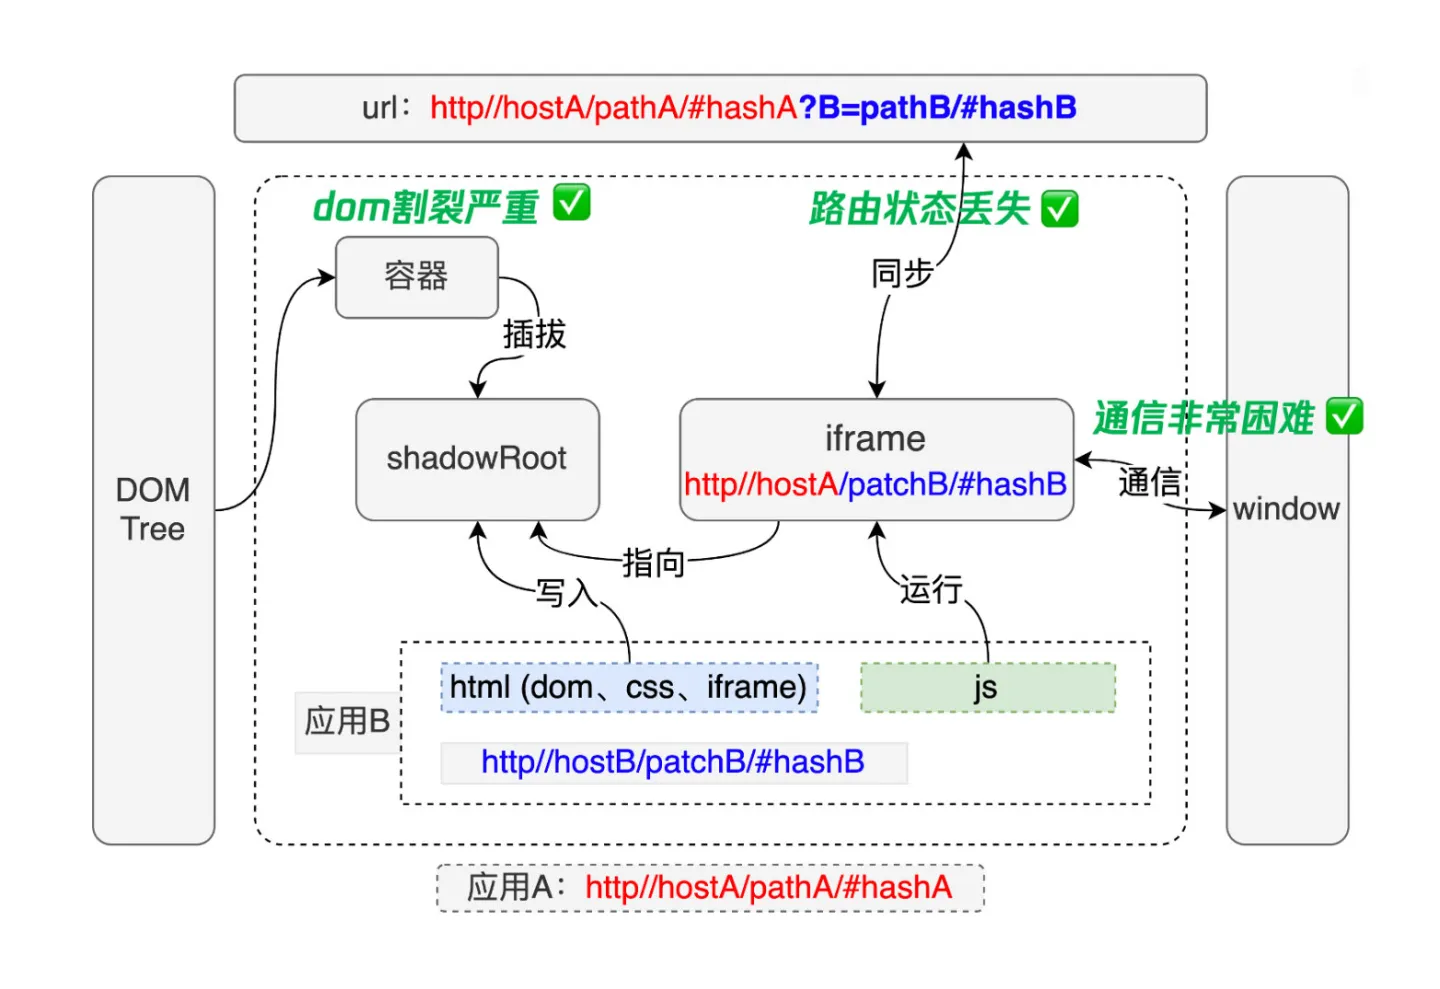 url：http//hostA/pathA/#hashA?B=pathB/#hashB
dom割裂严重
路由状态丢失
容器
同步
插拔
通信非常困难
shadowRoot
iframe
http//hostA/patchB/#hashB
通信
DOM
Tree
window
指向
写入
运行
html (dom、css、iframe)
js
应用B
http//hostB/patchB/#hashB
应用A：http//hostA/pathA/#hashA